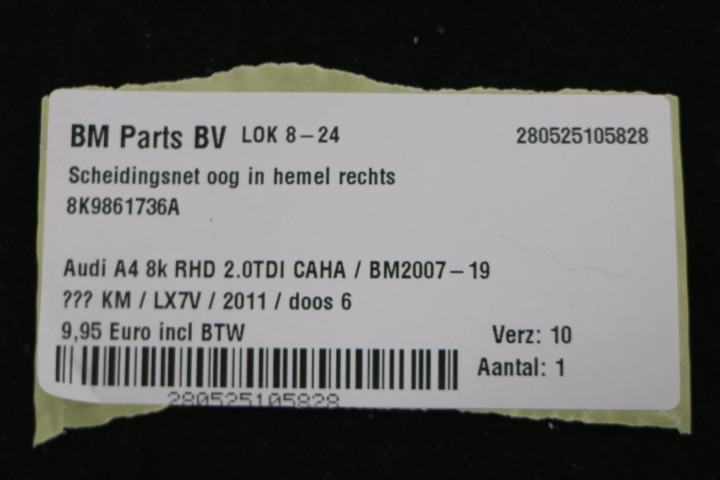 BM Parts BV LOK 8-24 280525105828
Scheidingsnet oog in hemel rechts
8K9861736A
Audi A4 8k RHD 2.0TDI CAHA / BM2007-19
??? KM / LX7V / 2011 / doos 6
9,95 Euro incl BTW Verz: 10
Aantal: 1
280525105828